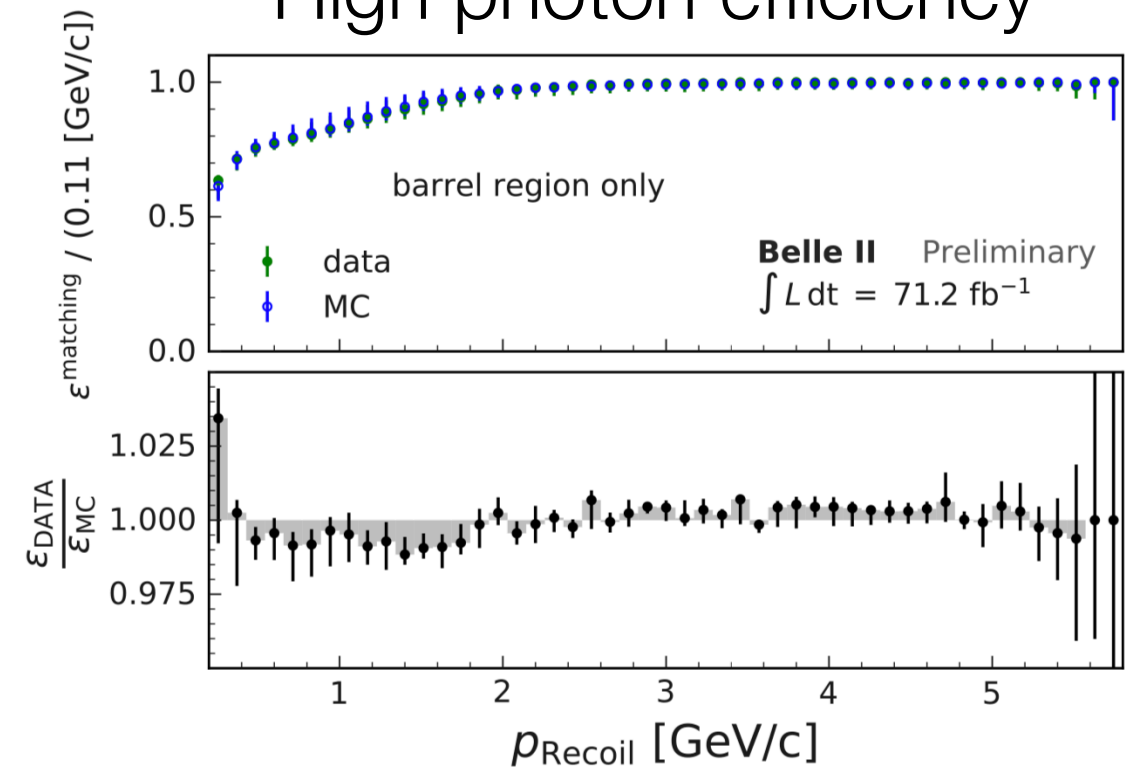 High photon efficiency
ε^matching / (0.11 [GeV/c])
1.0
0.5
0.0
barrel region only
data
MC
Belle II Preliminary
∫ L dt = 71.2 fb⁻¹
ε_DATA
ε_MC
1.025
1.000
0.975
1 2 3 4 5
p_Recoil [GeV/c]